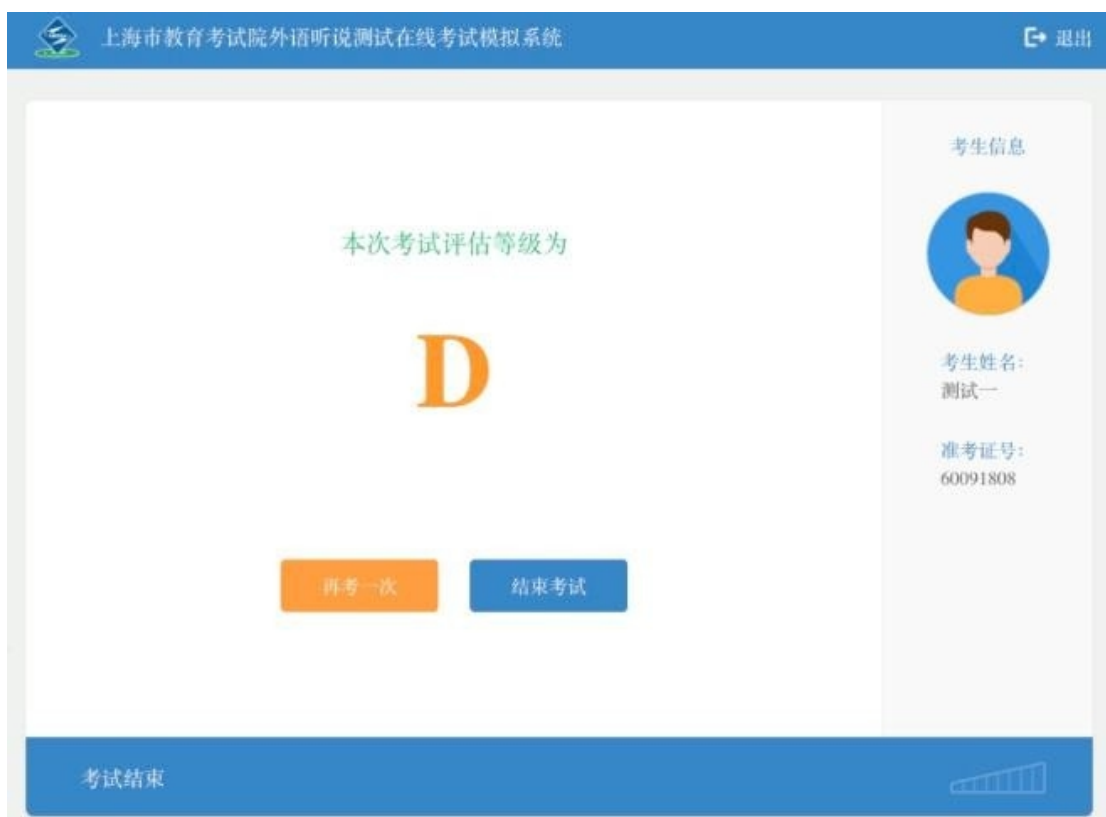 上海市教育考试院外语听说测试在线考试模拟系统
退出
考生信息
本次考试评估等级为
D
考生姓名:
测试一
准考证号:
60091808
再考一次
结束考试
考试结束